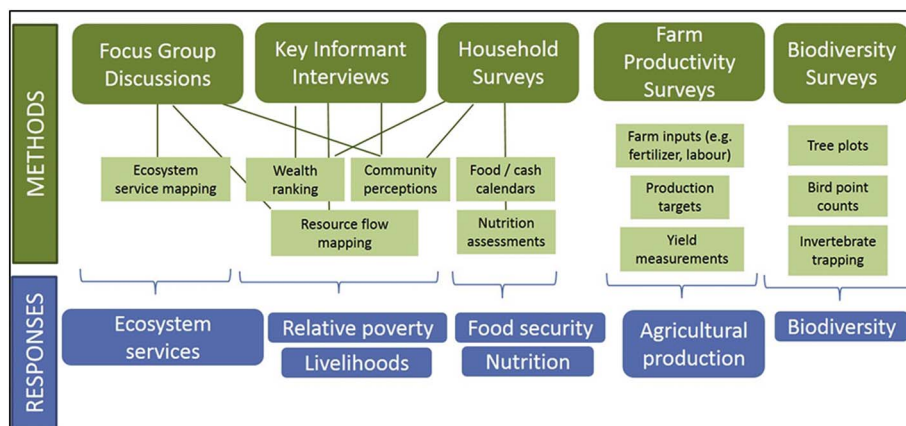 METHODS
Focus Group
Discussions
Key Informant
Interviews
Household
Surveys
Farm
Productivity
Surveys
Biodiversity
Surveys
Ecosystem
service mapping
Wealth
ranking
Community
perceptions
Food / cash
calendars
Resource flow
mapping
Nutrition
assessments
Farm inputs (e.g.
fertilizer, labour)
Production
targets
Yield
measurements
Tree plots
Bird point
counts
Invertebrate
trapping
RESPONSES
Ecosystem
services
Relative poverty
Livelihoods
Food security
Nutrition
Agricultural
production
Biodiversity